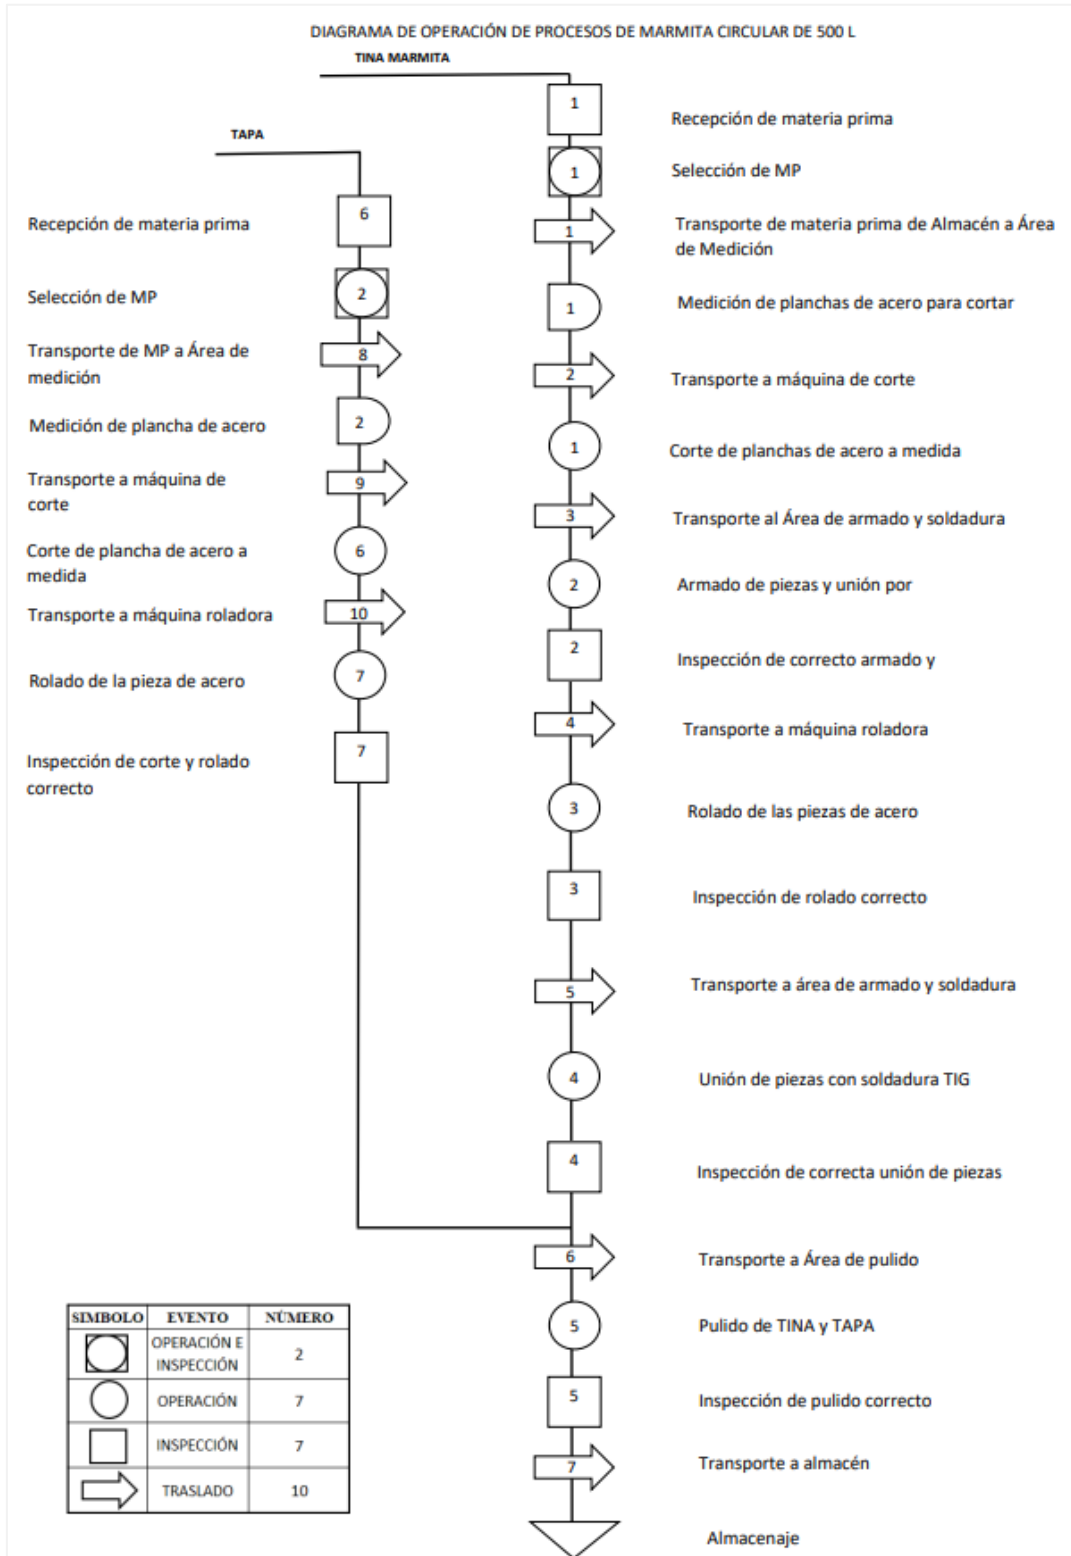 DIAGRAMA DE OPERACIÓN DE PROCESOS DE MARMITA CIRCULAR DE 500 L
TINA MARMITA
1
Recepción de materia prima
1
Selección de MP
1
Transporte de materia prima de Almacén a Área
de Medición
1
Medición de planchas de acero para cortar
2
Transporte a máquina de corte
1
Corte de planchas de acero a medida
3
Transporte al Área de armado y soldadura
2
Armado de piezas y unión por
2
Inspección de correcto armado y
4
Transporte a máquina roladora
3
Rolado de las piezas de acero
3
Inspección de rolado correcto
5
Transporte a área de armado y soldadura
4
Unión de piezas con soldadura TIG
4
Inspección de correcta unión de piezas
TAPA
Recepción de materia prima
6
Selección de MP
2
Transporte de MP a Área de
medición
8
Medición de plancha de acero
2
Transporte a máquina de
corte
9
Corte de plancha de acero a
medida
6
Transporte a máquina roladora
10
Rolado de la pieza de acero
7
Inspección de corte y rolado
correcto
7
6
Transporte a Área de pulido
5
Pulido de TINA y TAPA
5
Inspección de pulido correcto
7
Transporte a almacén
Almacenaje
SIMBOLO EVENTO NÚMERO
OPERACIÓN E
INSPECCIÓN
2
OPERACIÓN 7
INSPECCIÓN 7
TRASLADO 10